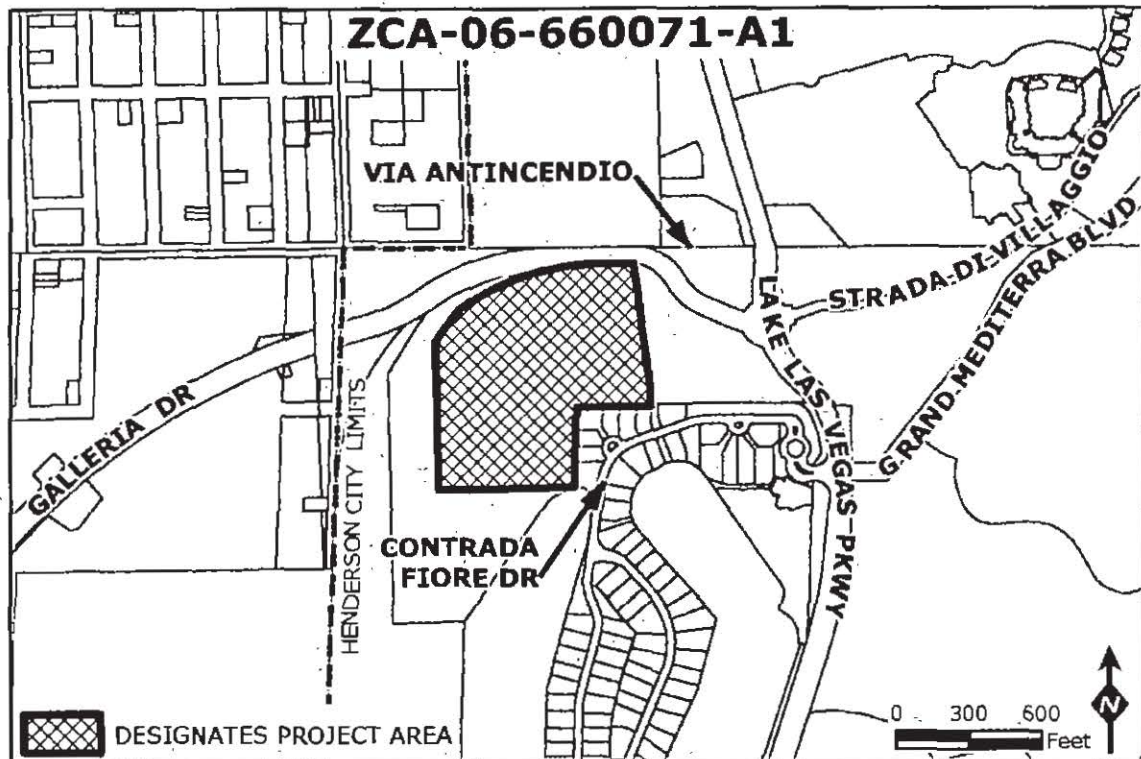 ZCA-06-660071-A1
VIA ANTINCENDIO
STRADA DI VILLAGGIO
GRAND MEDITERRA BLVD
LAKE LAS VEGAS PKWY
GALLERIA DR
HENDERSON CITY LIMITS
CONTRADA
FIORE DR
DESIGNATES PROJECT AREA
0 300 600
Feet
N